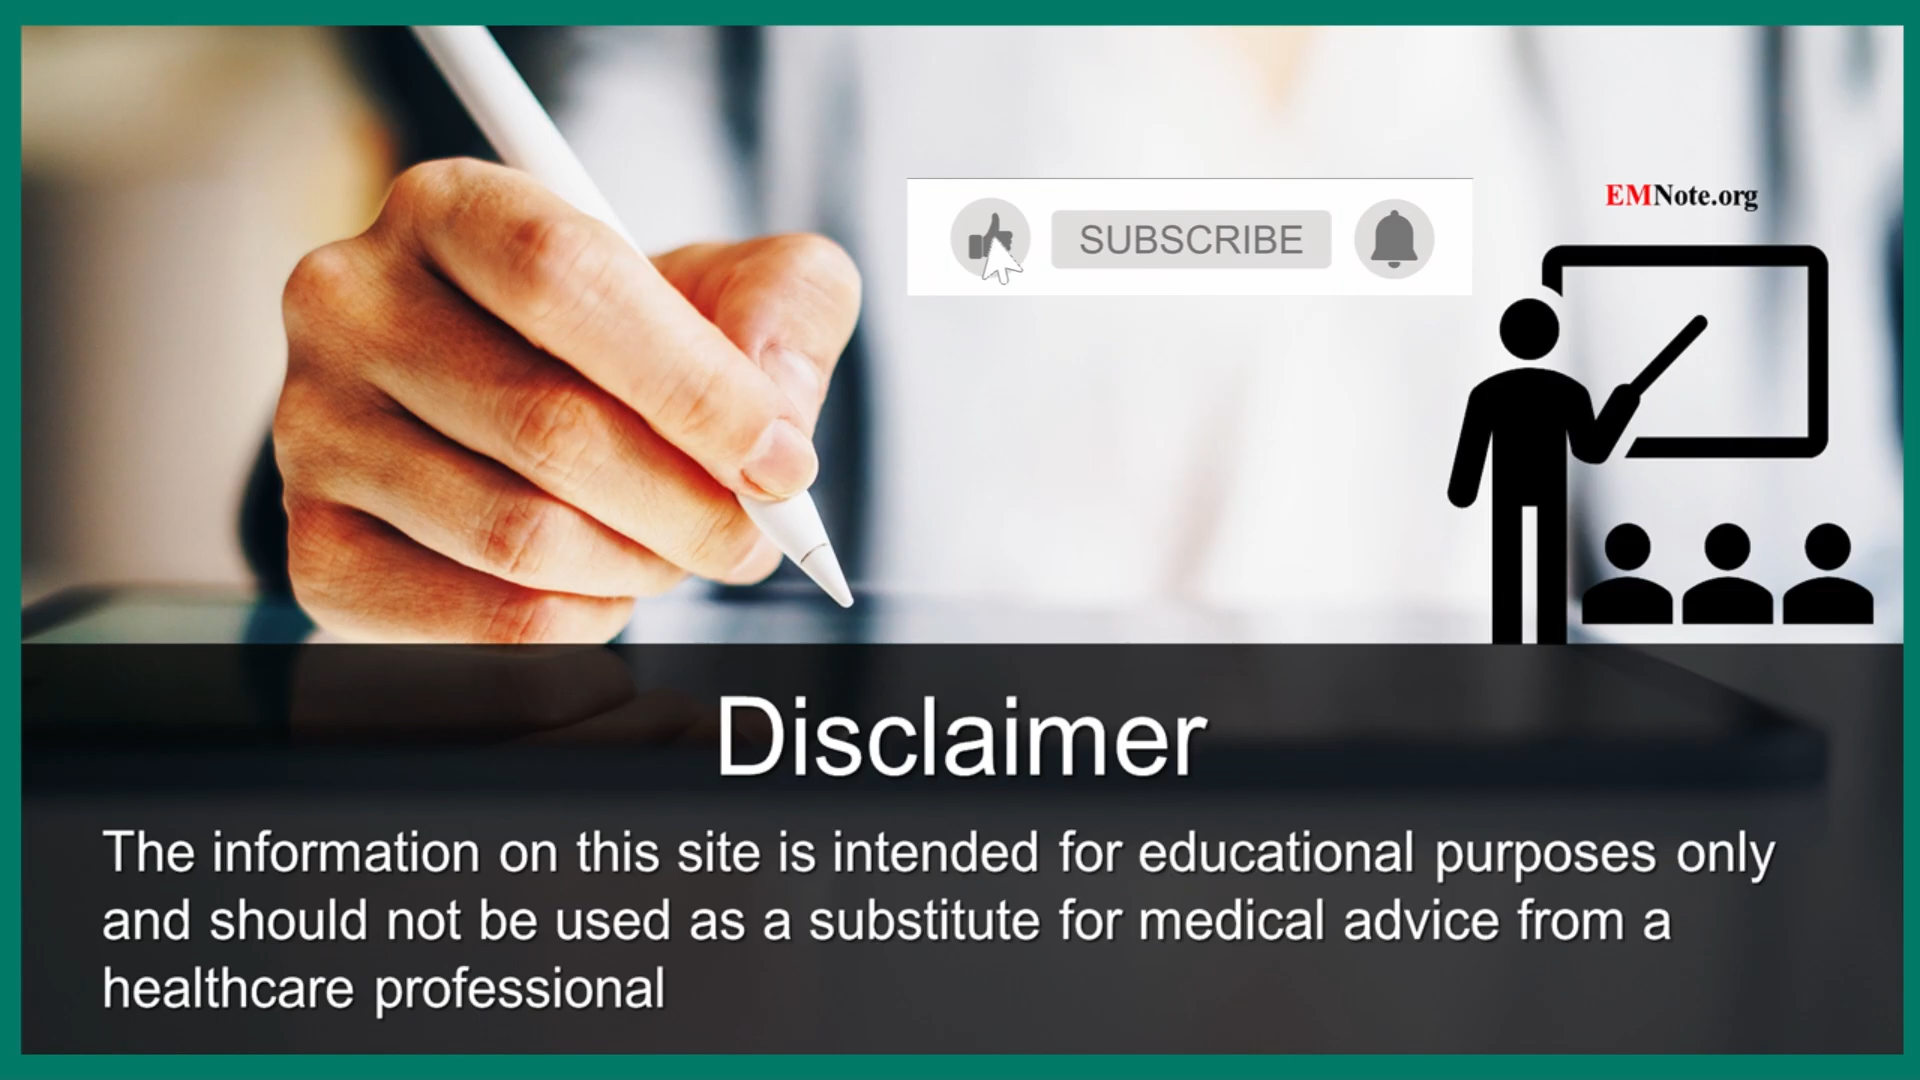 EMNote.org
SUBSCRIBE
Disclaimer
The information on this site is intended for educational purposes only
and should not be used as a substitute for medical advice from a
healthcare professional